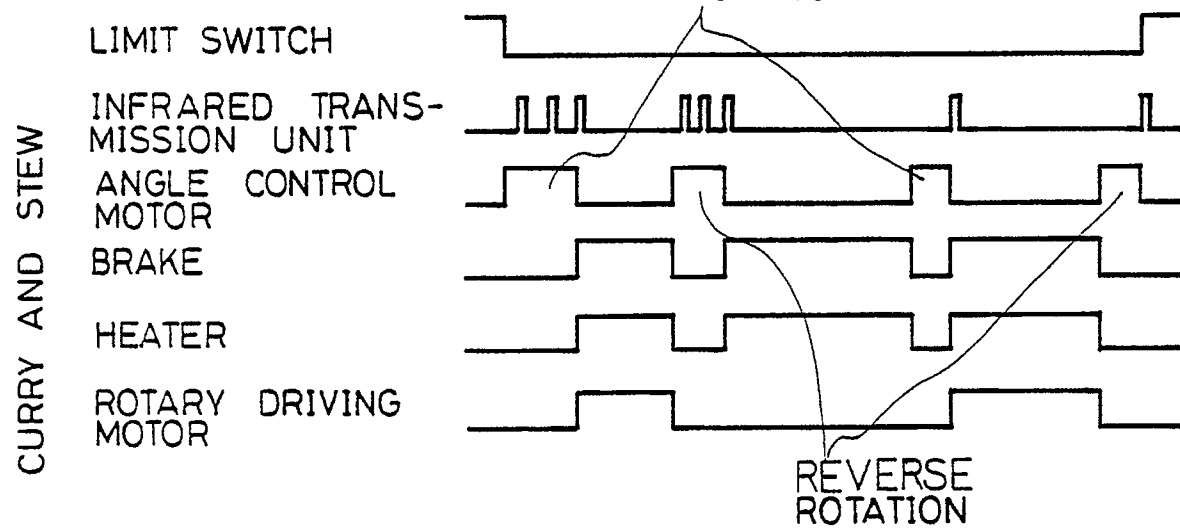 LIMIT SWITCH
INFRARED TRANS-
MISSION UNIT
ANGLE CONTROL
MOTOR
BRAKE
HEATER
ROTARY DRIVING
MOTOR
CURRY AND STEW
REVERSE
ROTATION